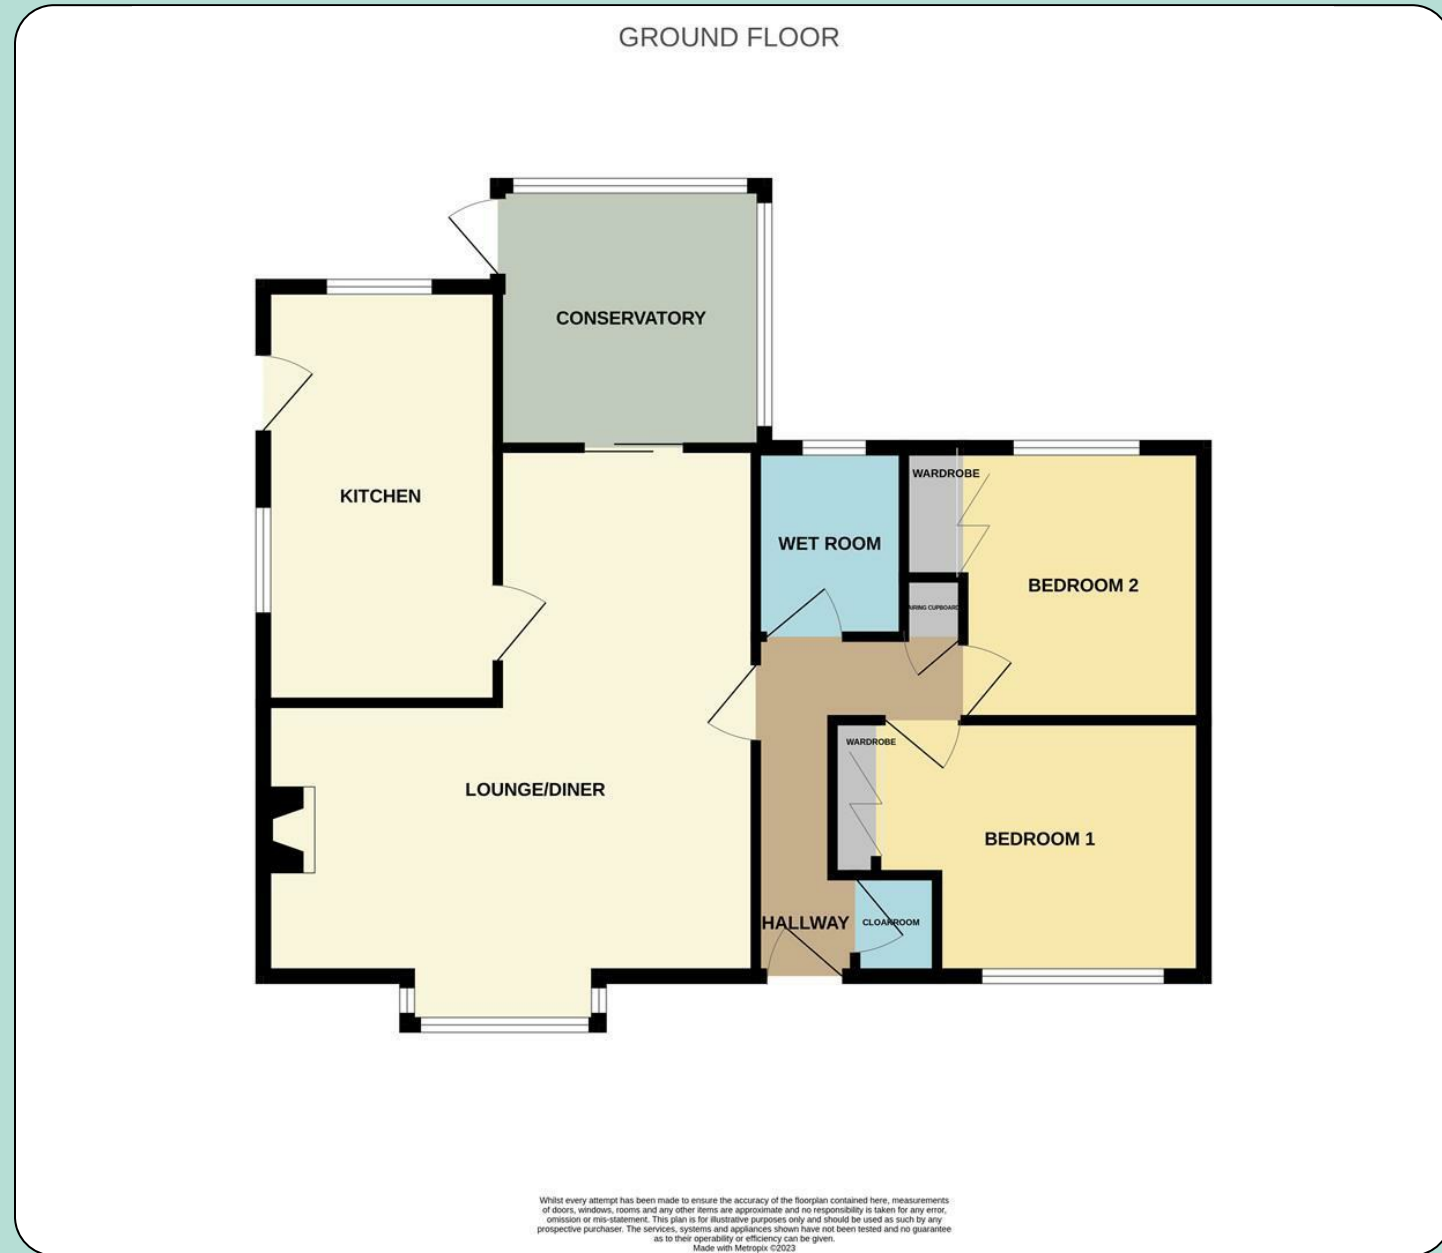 GROUND FLOOR
CONSERVATORY
KITCHEN
WARDROBE
WET ROOM
BEDROOM 2
AIRING CUPBOARD
WARDROBE
LOUNGE/DINER
BEDROOM 1
HALLWAY
CLOAKROOM
Whilst every attempt has been made to ensure the accuracy of the floorplan contained here, measurements
of doors, windows, rooms and any other items are approximate and no responsibility is taken for any error,
omission or mis-statement. This plan is for illustrative purposes only and should be used as such by any
prospective purchaser. The services, systems and appliances shown have not been tested and no guarantee
as to their operability or efficiency can be given.
Made with Metropix ©2023